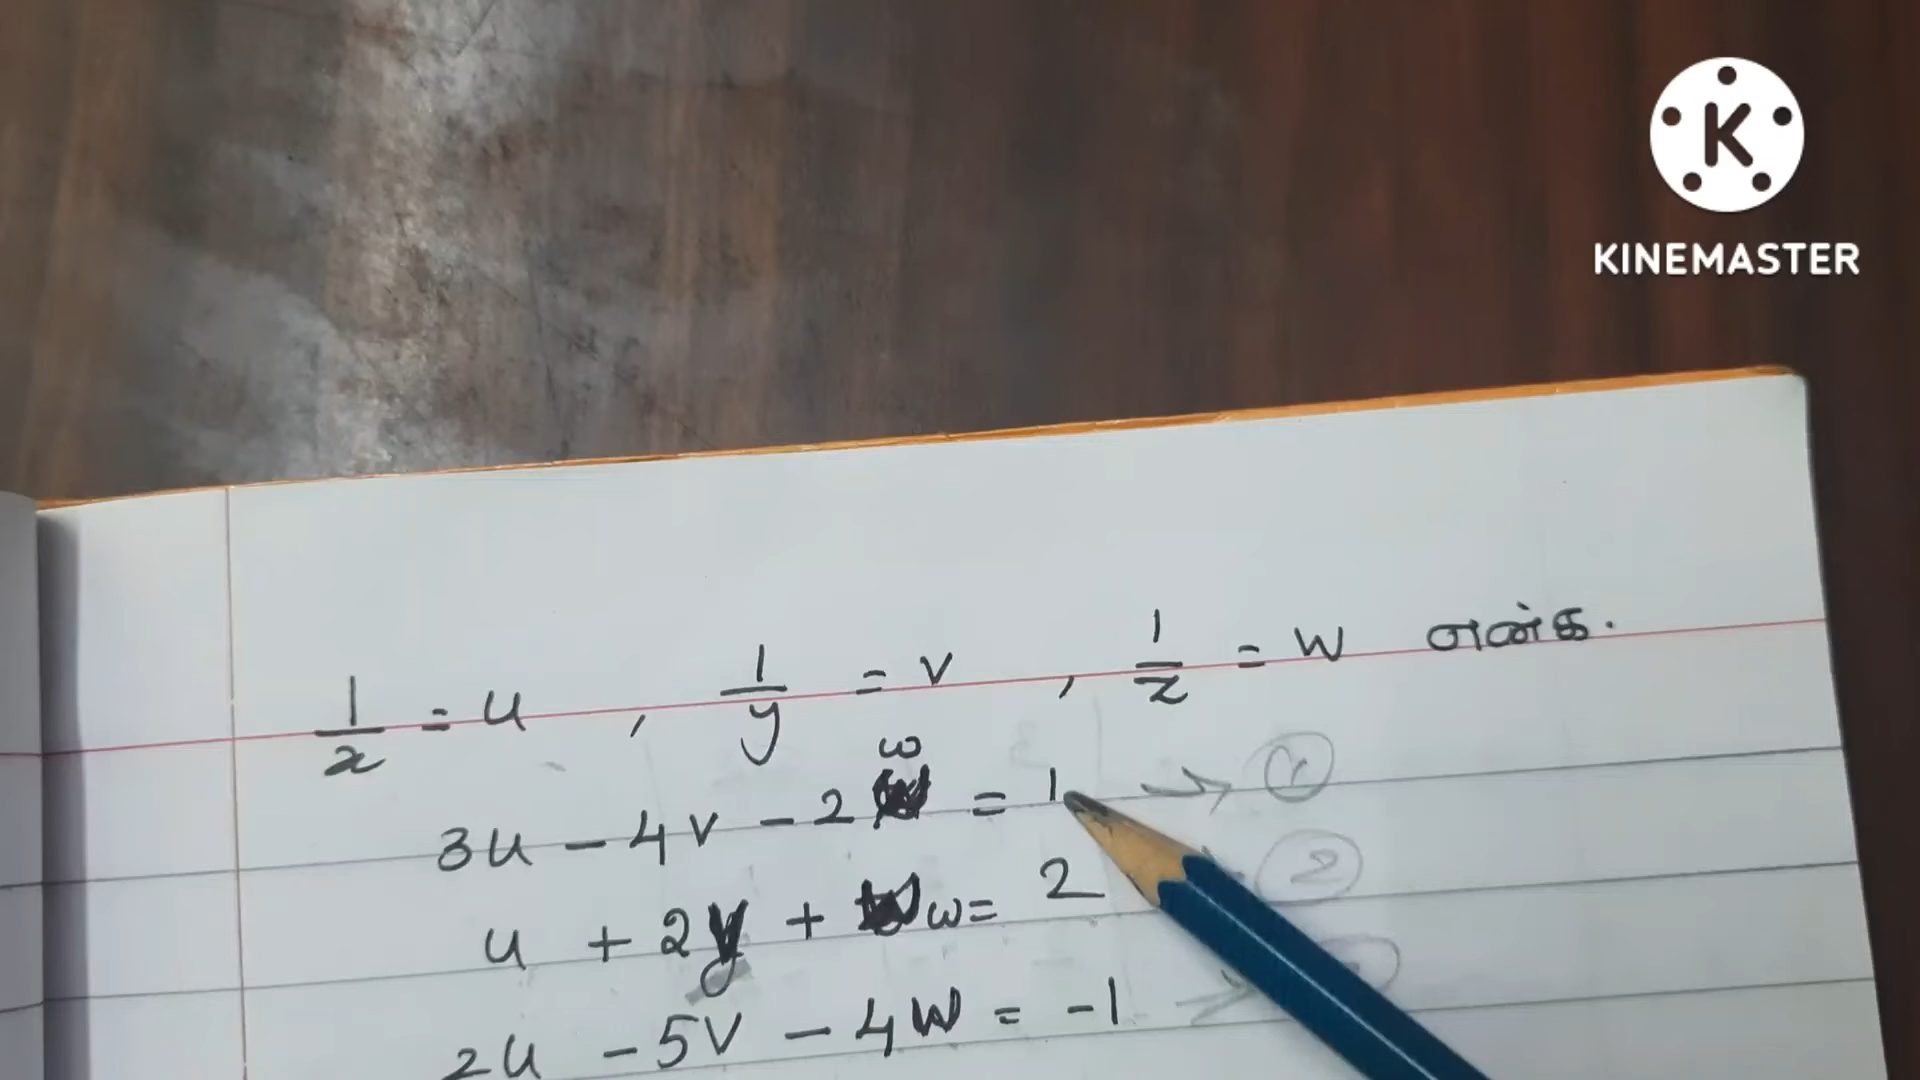 K
KINEMASTER
1/x = u , 1/y = v , 1/z = w என்க.
3u - 4v - 2w = 1 → (1)
u + 2v + w = 2 (2)
2u - 5v - 4w = -1